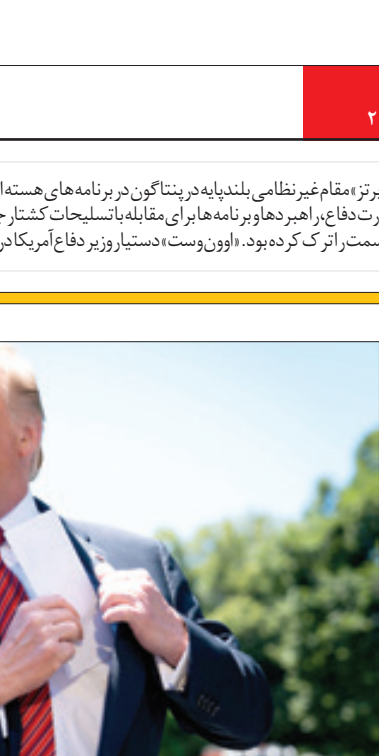 ۲
برتز» مقام غیرنظامی بلندپایه در پنتاگون در برنامه‌های هسته‌ا
رت دفاع، راهبردها و برنامه‌ها برای مقابله با تسلیحات کشتار ج
سمت را ترک کرده بود. «اوون وست» دستیار وزیر دفاع آمریکا در